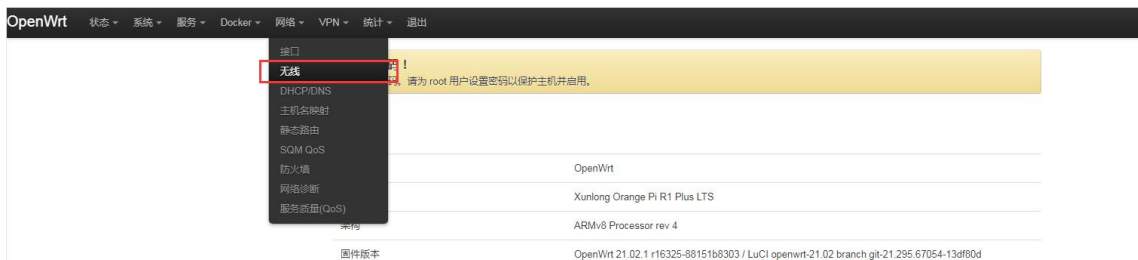 OpenWrt 状态 系统 服务 Docker 网络 VPN 统计 退出
接口
无线
！
请为 root 用户设置密码以保护主机并启用。
DHCP/DNS
主机名映射
静态路由
SQM QoS
防火墙
网络诊断
服务质量(QoS)
OpenWrt
Xunlong Orange Pi R1 Plus LTS
架构 ARMv8 Processor rev 4
固件版本 OpenWrt 21.02.1 r16325-88151b8303 / LuCI openwrt-21.02 branch git-21.295.67054-13df80d